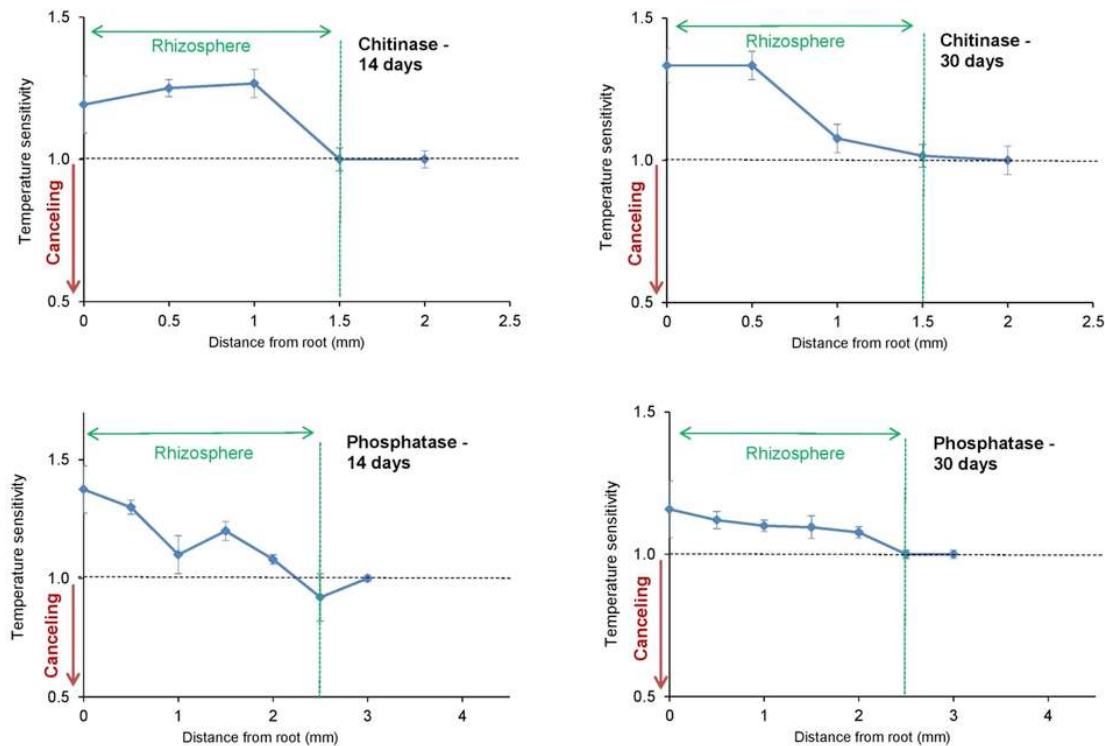 1.5
Rhizosphere
Chitinase -
14 days
Temperature sensitivity
1.0
Canceling
0.5
0
0.5
1
1.5
2
2.5
Distance from root (mm)
1.5
Rhizosphere
Chitinase -
30 days
Temperature sensitivity
1.0
Canceling
0.5
0
0.5
1
1.5
2
2.5
Distance from root (mm)
Rhizosphere
Phosphatase -
14 days
1.5
Temperature sensitivity
1.0
Canceling
0.5
0
1
2
3
4
Distance from root (mm)
1.5
Rhizosphere
Phosphatase -
30 days
Temperature sensitivity
1.0
Canceling
0.5
0
1
2
3
4
Distance from root (mm)